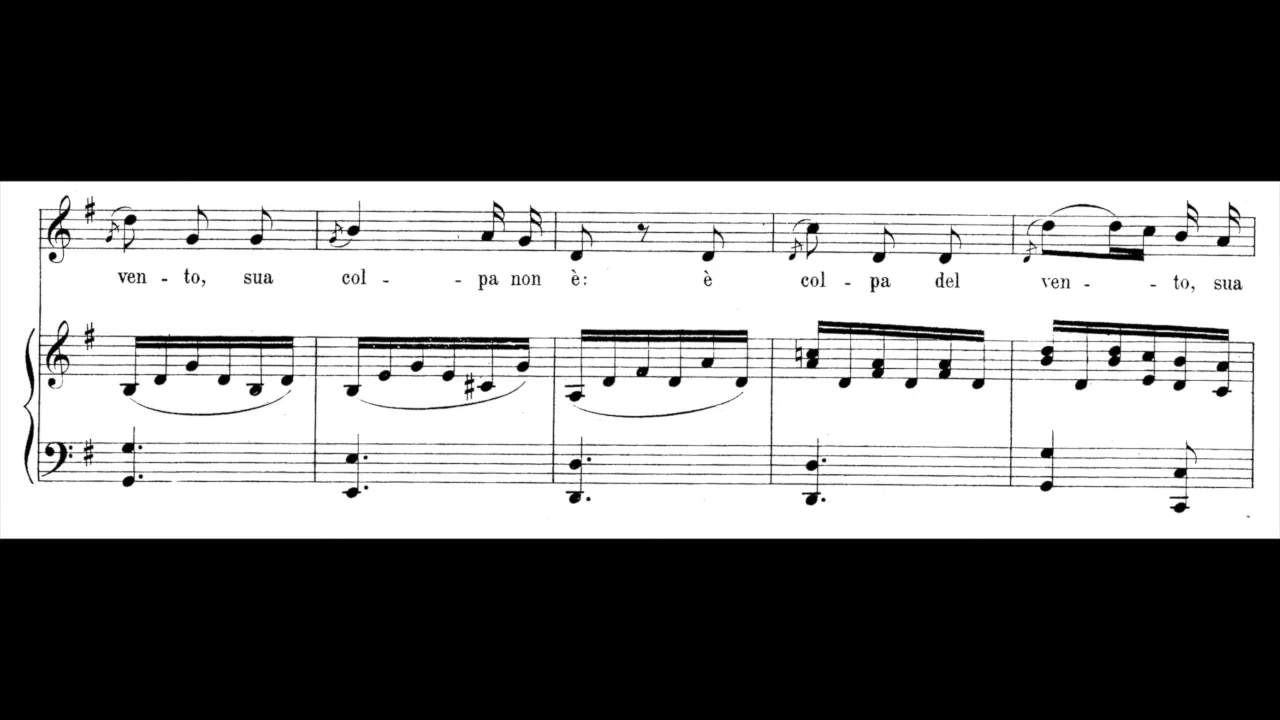 ven - to, sua col - - pa non è: è col - pa del ven - - to, sua